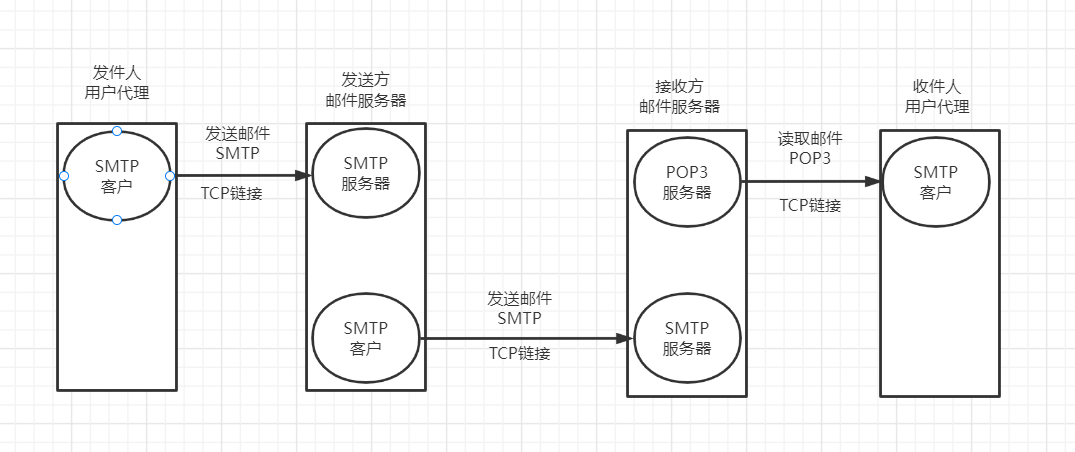 发件人
用户代理
发送方
邮件服务器
接收方
邮件服务器
收件人
用户代理
SMTP
客户
发送邮件
SMTP
TCP链接
SMTP
服务器
POP3
服务器
读取邮件
POP3
TCP链接
SMTP
客户
SMTP
客户
发送邮件
SMTP
TCP链接
SMTP
服务器